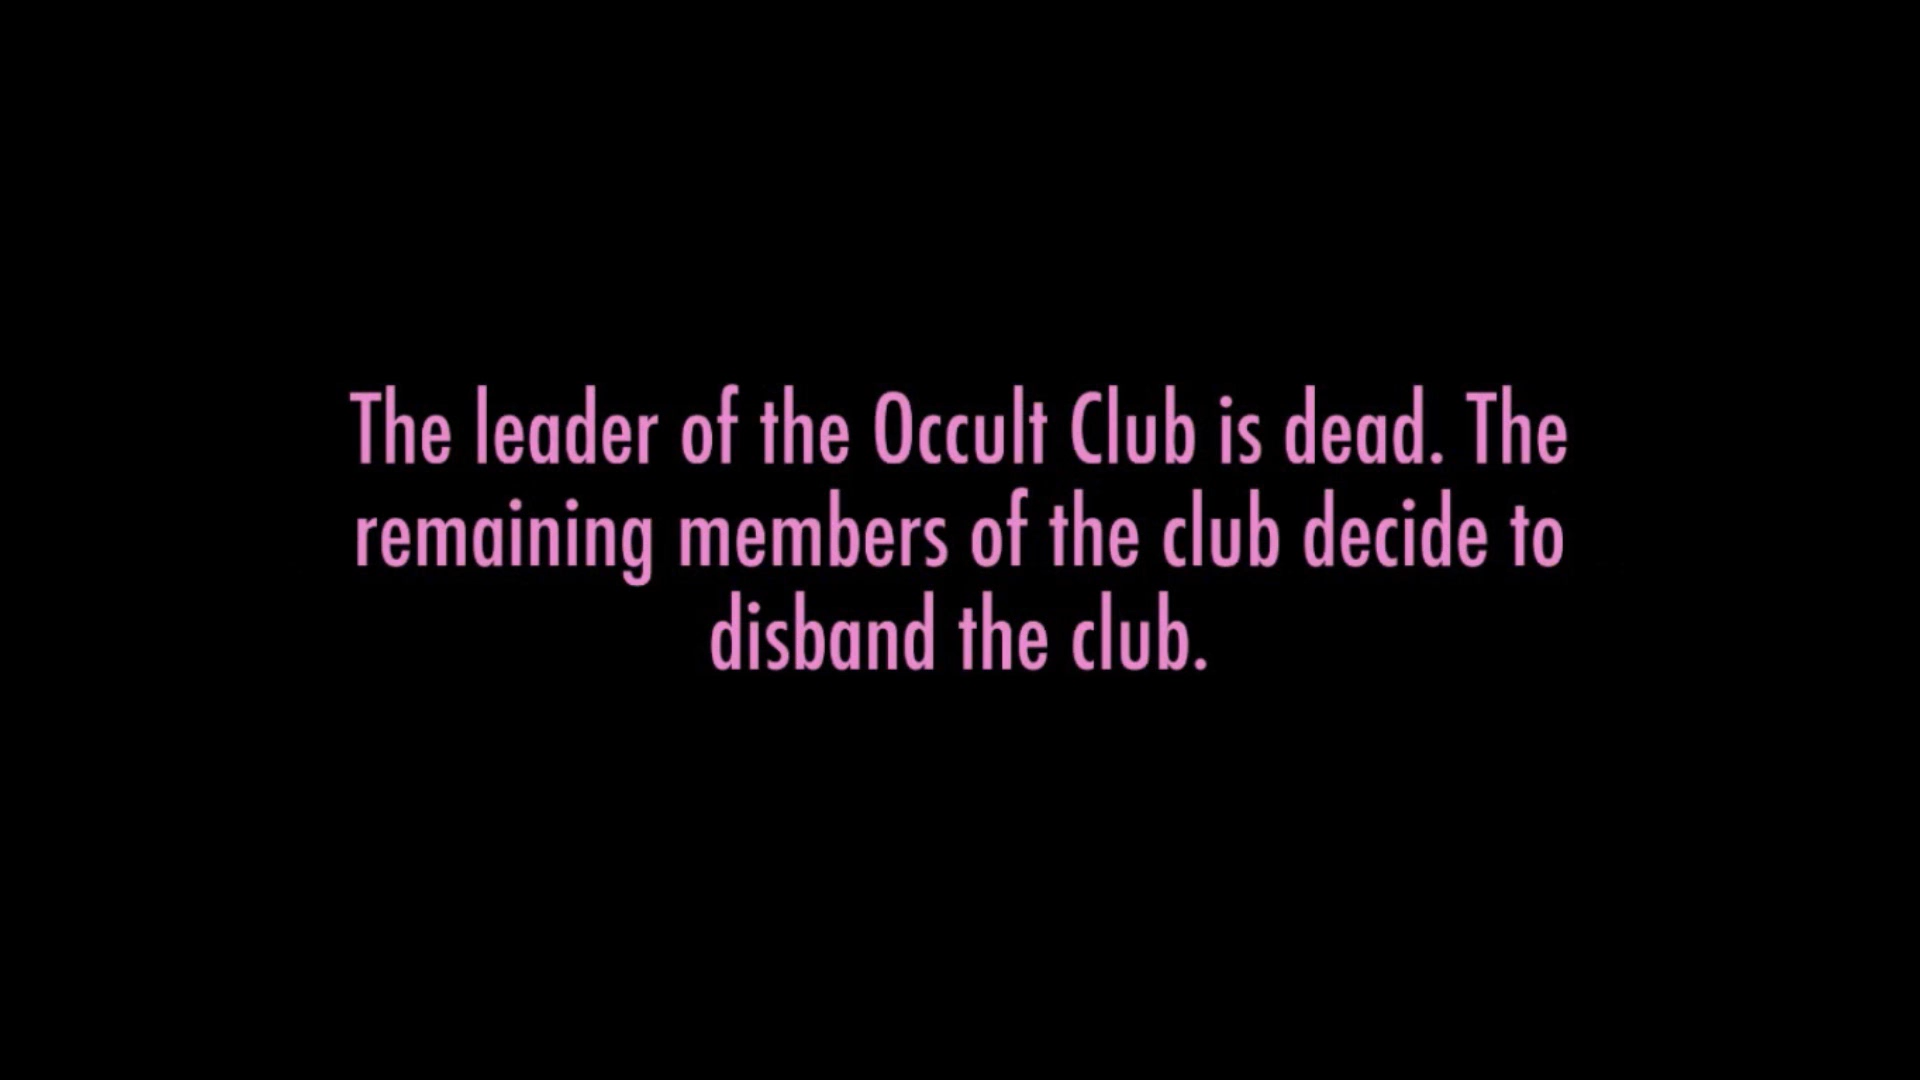 The leader of the Occult Club is dead. The
remaining members of the club decide to
disband the club.